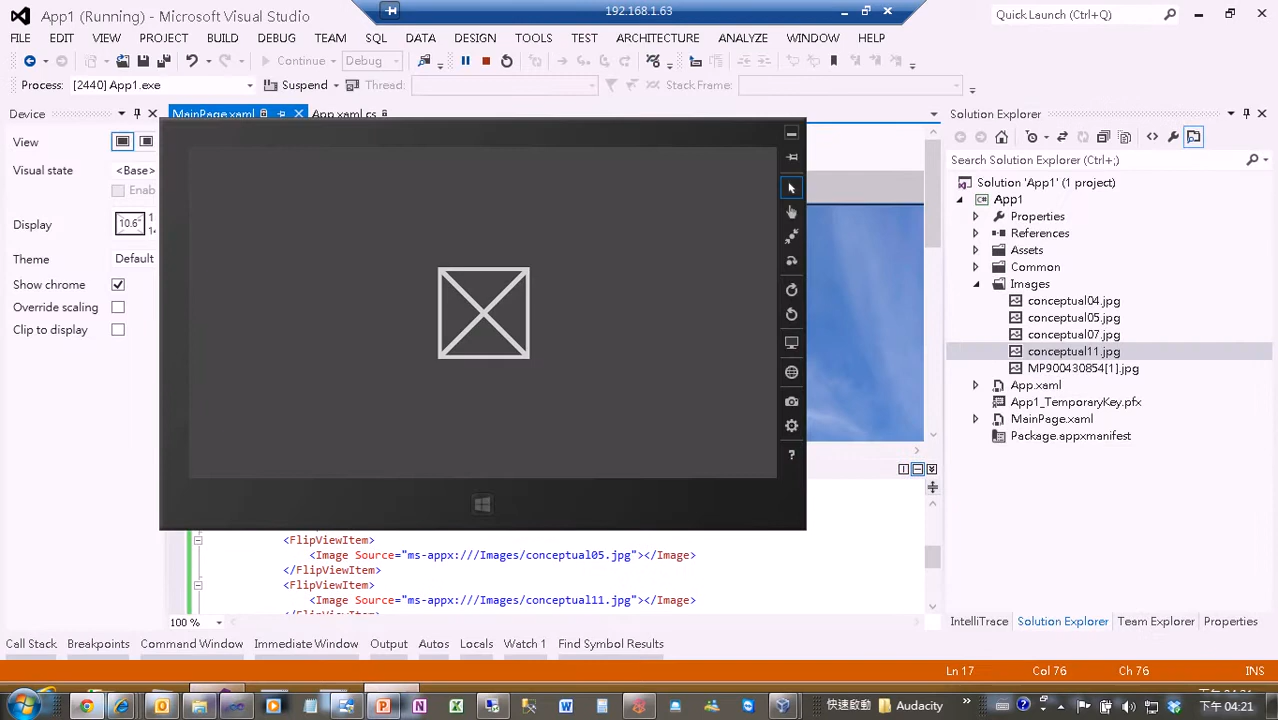 App1 (Running) - Microsoft Visual Studio
192.168.1.63
Quick Launch (Ctrl+Q)
FILE EDIT VIEW PROJECT BUILD DEBUG TEAM SQL DATA DESIGN TOOLS TEST ARCHITECTURE ANALYZE WINDOW HELP
Continue Debug
Process: [2440] App1.exe Suspend Thread: Stack Frame:
Device
MainPage.xaml App.xaml.cs
Solution Explorer
View
Search Solution Explorer (Ctrl+;)
Visual state <Base>
Enab
Display 10.6"
Theme Default
Show chrome
Override scaling
Clip to display
Solution 'App1' (1 project)
App1
Properties
References
Assets
Common
Images
conceptual04.jpg
conceptual05.jpg
conceptual07.jpg
conceptual11.jpg
MP900430854[1].jpg
App.xaml
App1_TemporaryKey.pfx
MainPage.xaml
Package.appxmanifest
?
<FlipViewItem>
<Image Source="ms-appx:///Images/conceptual05.jpg"></Image>
</FlipViewItem>
<FlipViewItem>
<Image Source="ms-appx:///Images/conceptual11.jpg"></Image>
100 %
IntelliTrace Solution Explorer Team Explorer Properties
Call Stack Breakpoints Command Window Immediate Window Output Autos Locals Watch 1 Find Symbol Results
Ln 17 Col 76 Ch 76 INS
快速啟動 Audacity
下午 04:21